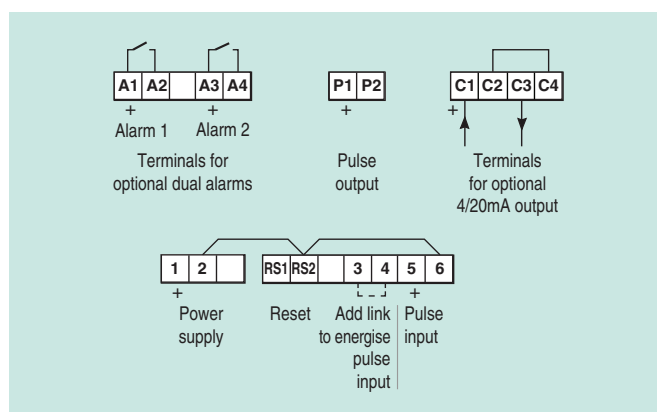 A1 A2 A3 A4
+ +
Alarm 1 Alarm 2
Terminals for
optional dual alarms
P1 P2
+
Pulse
output
C1 C2 C3 C4
+
Terminals
for optional
4/20mA output
1 2
+
Power
supply
RS1 RS2 3 4 5 6
+
Reset
Add link
to energise
pulse
input
Pulse
input